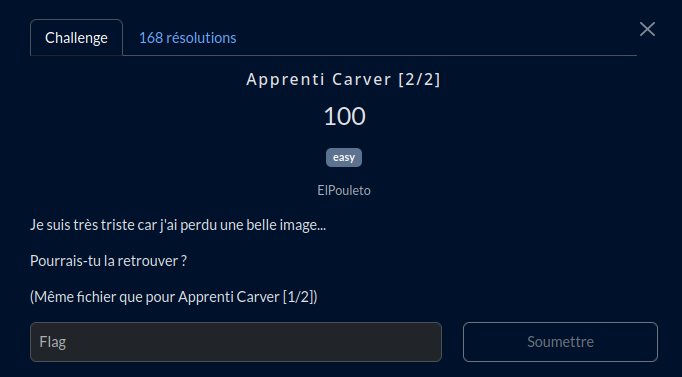 Challenge
168 résolutions
Apprenti Carver [2/2]
100
easy
ElPouleto
Je suis très triste car j'ai perdu une belle image...
Pourrais-tu la retrouver ?
(Même fichier que pour Apprenti Carver [1/2])
Flag
Soumettre